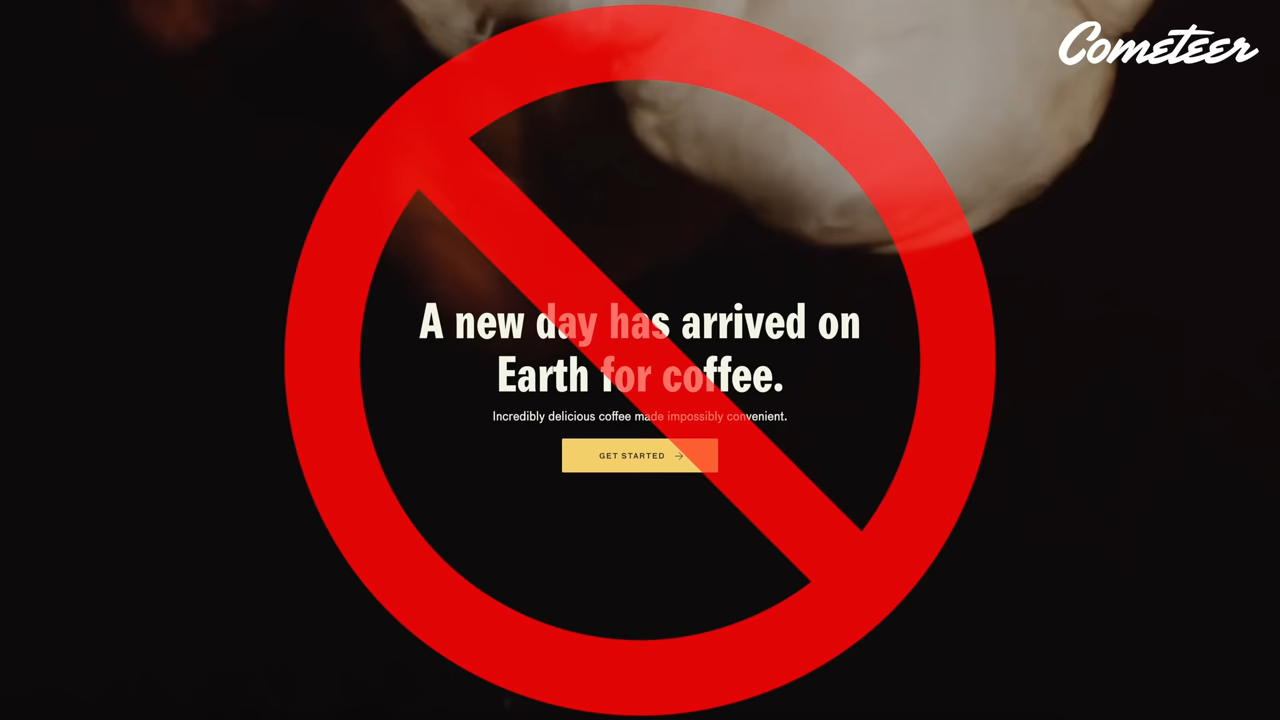 Cometeer
A new day has arrived on
Earth for coffee.
Incredibly delicious coffee made impossibly convenient.
GET STARTED →